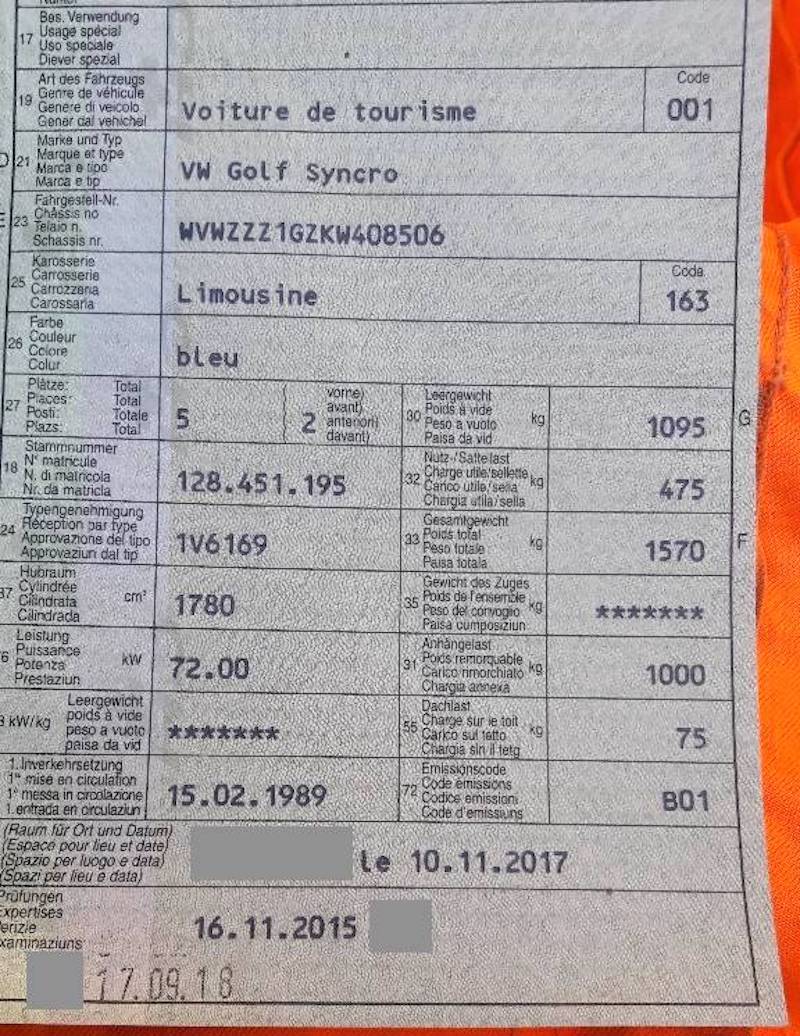 17
Bes. Verwendung
Usage spécial
Uso speciale
Diever spezial
19
Art des Fahrzeugs
Genre de véhicule
Genere di veicolo
Gener dal vehichel
Voiture de tourisme
Code
001
21
Marke und Typ
Marque et type
Marca e tipo
Marca e tip
VW Golf Syncro
23
Fahrgestell-Nr.
Châssis no
Telaio n.
Schassis nr.
WVWZZZ1GZKW408506
25
Karosserie
Carrosserie
Carrozzeria
Carossaria
Limousine
Code
163
26
Farbe
Couleur
Colore
Colur
bleu
27
Plätze: Total
Places: Total
Posti: Totale
Plazs: Total
5
2
vorne)
avant)
anteriori)
davant)
30
Leergewicht
Poids à vide
Peso a vuoto
Paisa da vid
kg
1095
G
18
Stammnummer
N° matricule
N. di matricola
Nr. da matricla
128.451.195
32
Nutz-/Sattellast
Charge utile/sellette
Carico utile/sella
Chargia utila/sella
kg
475
24
Typengenehmigung
Réception par type
Approvazione del tipo
Approvaziun dal tip
1V6169
33
Gesamtgewicht
Poids total
Peso totale
Paisa totala
kg
1570
F
37
Hubraum
Cylindrée
Cilindrata
Cilindrada
cm³
1780
35
Gewicht des Zuges
Poids de l'ensemble
Peso del convoglio
Paisa cumposiziun
kg
*******
6
Leistung
Puissance
Potenza
Prestaziun
kW
72.00
31
Anhängelast
Poids remorquable
Carico rimorchiato
Chargia annexa
kg
1000
kW/kg
Leergewicht
poids à vide
peso a vuoto
paisa da vid
*******
55
Dachlast
Charge sur le toit
Carico sul tetto
Chargia sin il tetg
kg
75
1. Inverkehrsetzung
1re mise en circulation
1a messa in circolazione
1. entrada en circulaziun
15.02.1989
72
Emissionscode
Code émissions
Codice emissioni
Code d'emissiuns
B01
(Raum für Ort und Datum)
(Espace pour lieu et date)
(Spazio per luogo e data)
(Spazi per lieu e data)
le 10.11.2017
Prüfungen
Expertises
Perizie
Examinaziuns
16.11.2015
17.09.18